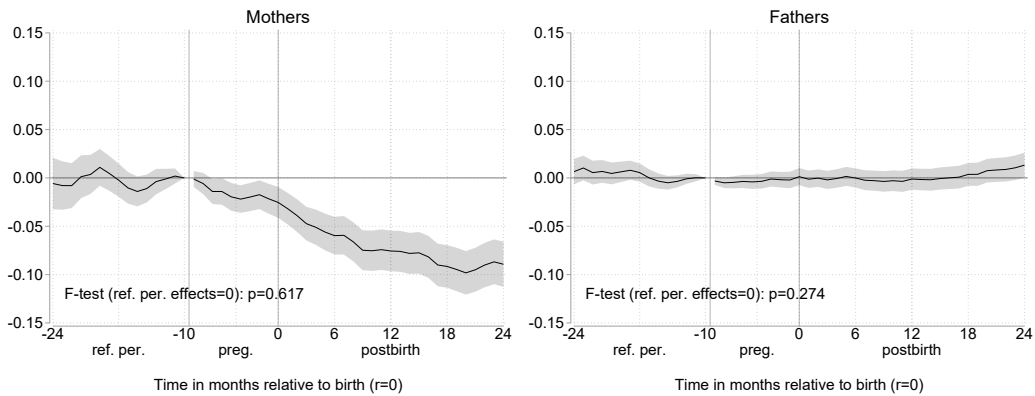 Mothers
0.15
0.10
0.05
0.00
-0.05
-0.10
-0.15
F-test (ref. per. effects=0): p=0.617
-24 -10 0 6 12 18 24
ref. per. preg. postbirth
Time in months relative to birth (r=0)
Fathers
0.15
0.10
0.05
0.00
-0.05
-0.10
-0.15
F-test (ref. per. effects=0): p=0.274
-24 -10 0 6 12 18 24
ref. per. preg. postbirth
Time in months relative to birth (r=0)